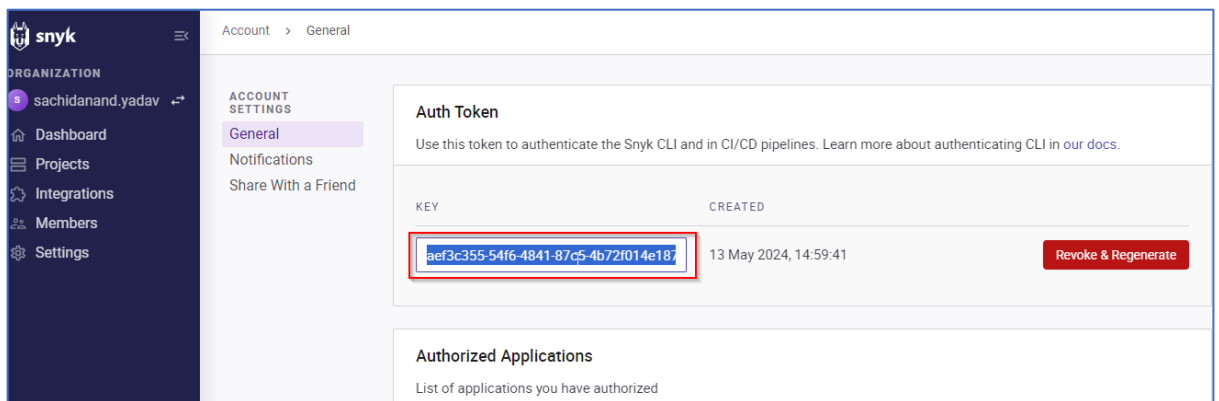 snyk
Account > General
ORGANIZATION
S sachidanand.yadav
Dashboard
Projects
Integrations
Members
Settings
ACCOUNT
SETTINGS
General
Notifications
Share With a Friend
Auth Token
Use this token to authenticate the Snyk CLI and in CI/CD pipelines. Learn more about authenticating CLI in our docs.
KEY CREATED
aef3c355-54f6-4841-87c5-4b72f014e187 13 May 2024, 14:59:41 Revoke & Regenerate
Authorized Applications
List of applications you have authorized